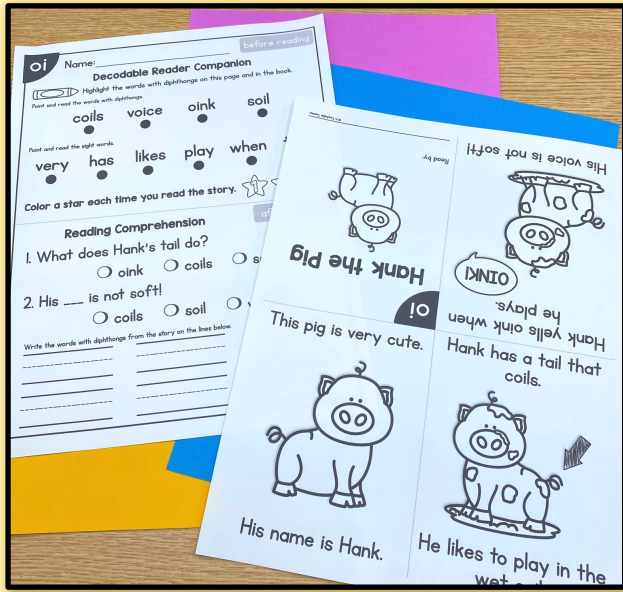 oi
Name:
before reading
Decodable Reader Companion
Highlight the words with diphthongs on this page and in the book.
Point and read the words with diphthongs.
coils voice oink soil
Point and read the sight words.
very has likes play when
Color a star each time you read the story. 1
Reading Comprehension
1. What does Hank's tail do?
oink coils
2. His ___ is not soft!
coils soil
Write the words with diphthongs from the story on the lines below.
Read by:
Hank the Pig
oi
His voice is not soft!
OINK!
Hank yells oink when
he plays.
This pig is very cute.
His name is Hank.
Hank has a tail that
coils.
He likes to play in the
wet